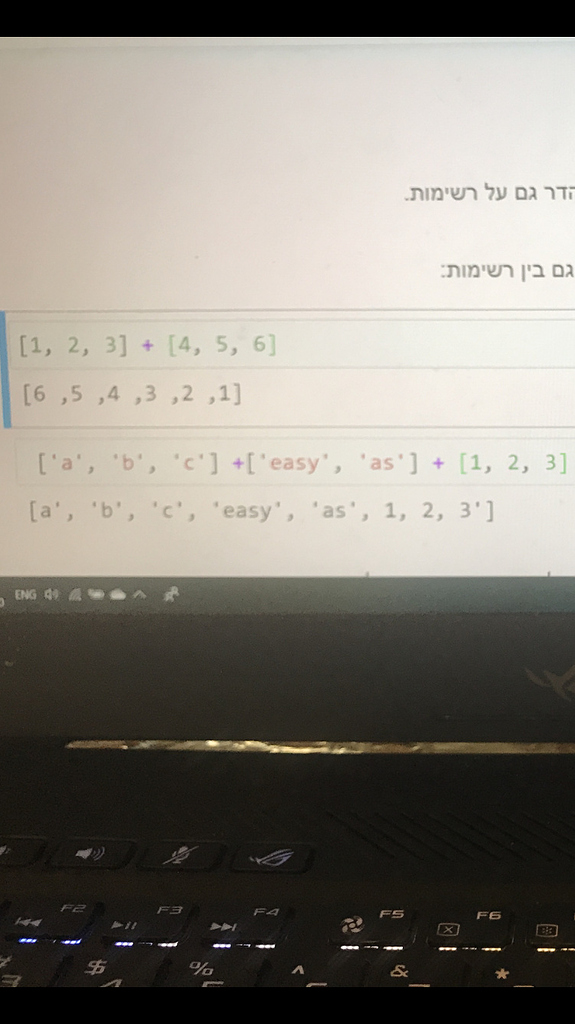 גם על רשימות.
גם בין רשימות:
[1, 2, 3] + [4, 5, 6]
[6 ,5 ,4 ,3 ,2 ,1]
['a', 'b', 'c'] +['easy', 'as'] + [1, 2, 3]
[a', 'b', 'c', 'easy', 'as', 1, 2, 3']
ENG
F2 F3 F4 F5 F6
$ % ^ & *